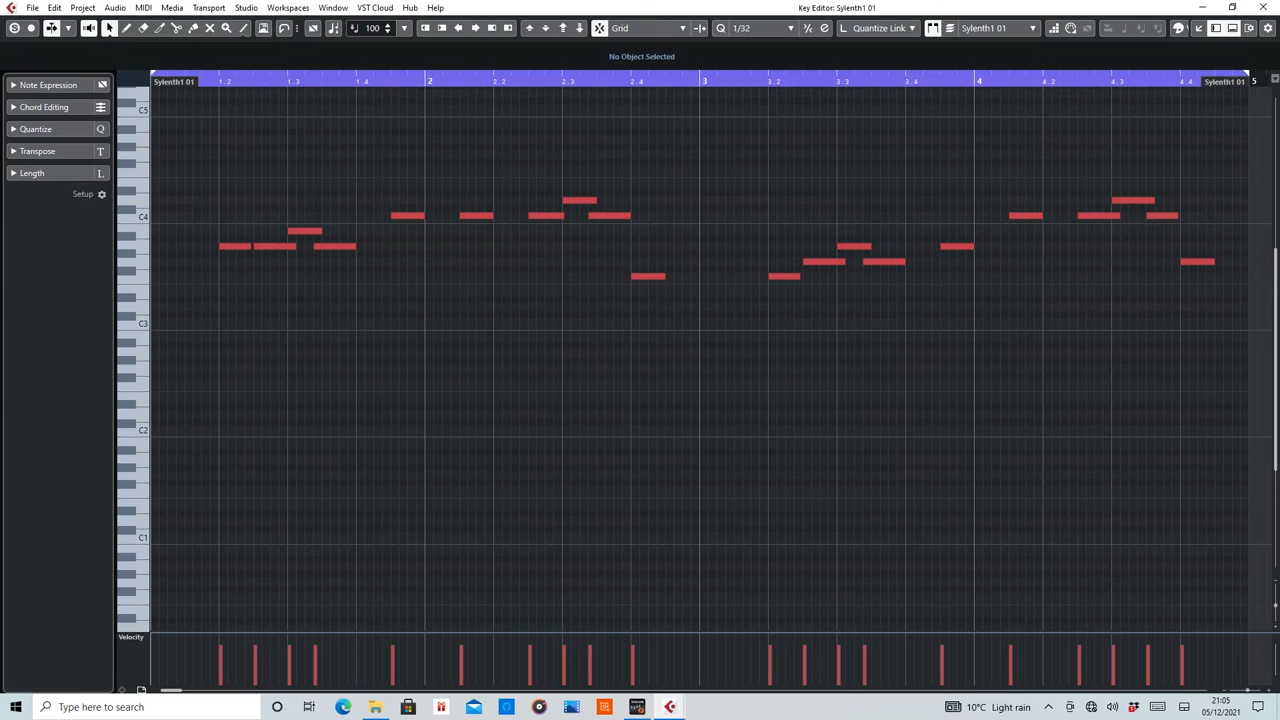 File Edit Project Audio MIDI Media Transport Studio Workspaces Window VST Cloud Hub Help Key Editor: Sylenth1 01
S 100 Grid Q 1/32 Quantize Link Sylenth1 01
No Object Selected
Sylenth1 01 1.2 1.3 1.4 2 2.2 2.3 2.4 3 3.2 3.3 3.4 4 4.2 4.3 4.4 Sylenth1 01 5
Note Expression
Chord Editing
Quantize Q
Transpose T
Length L
Setup
C5
C4
C3
C2
C1
Velocity
Type here to search
10°C Light rain
21:05
05/12/2021